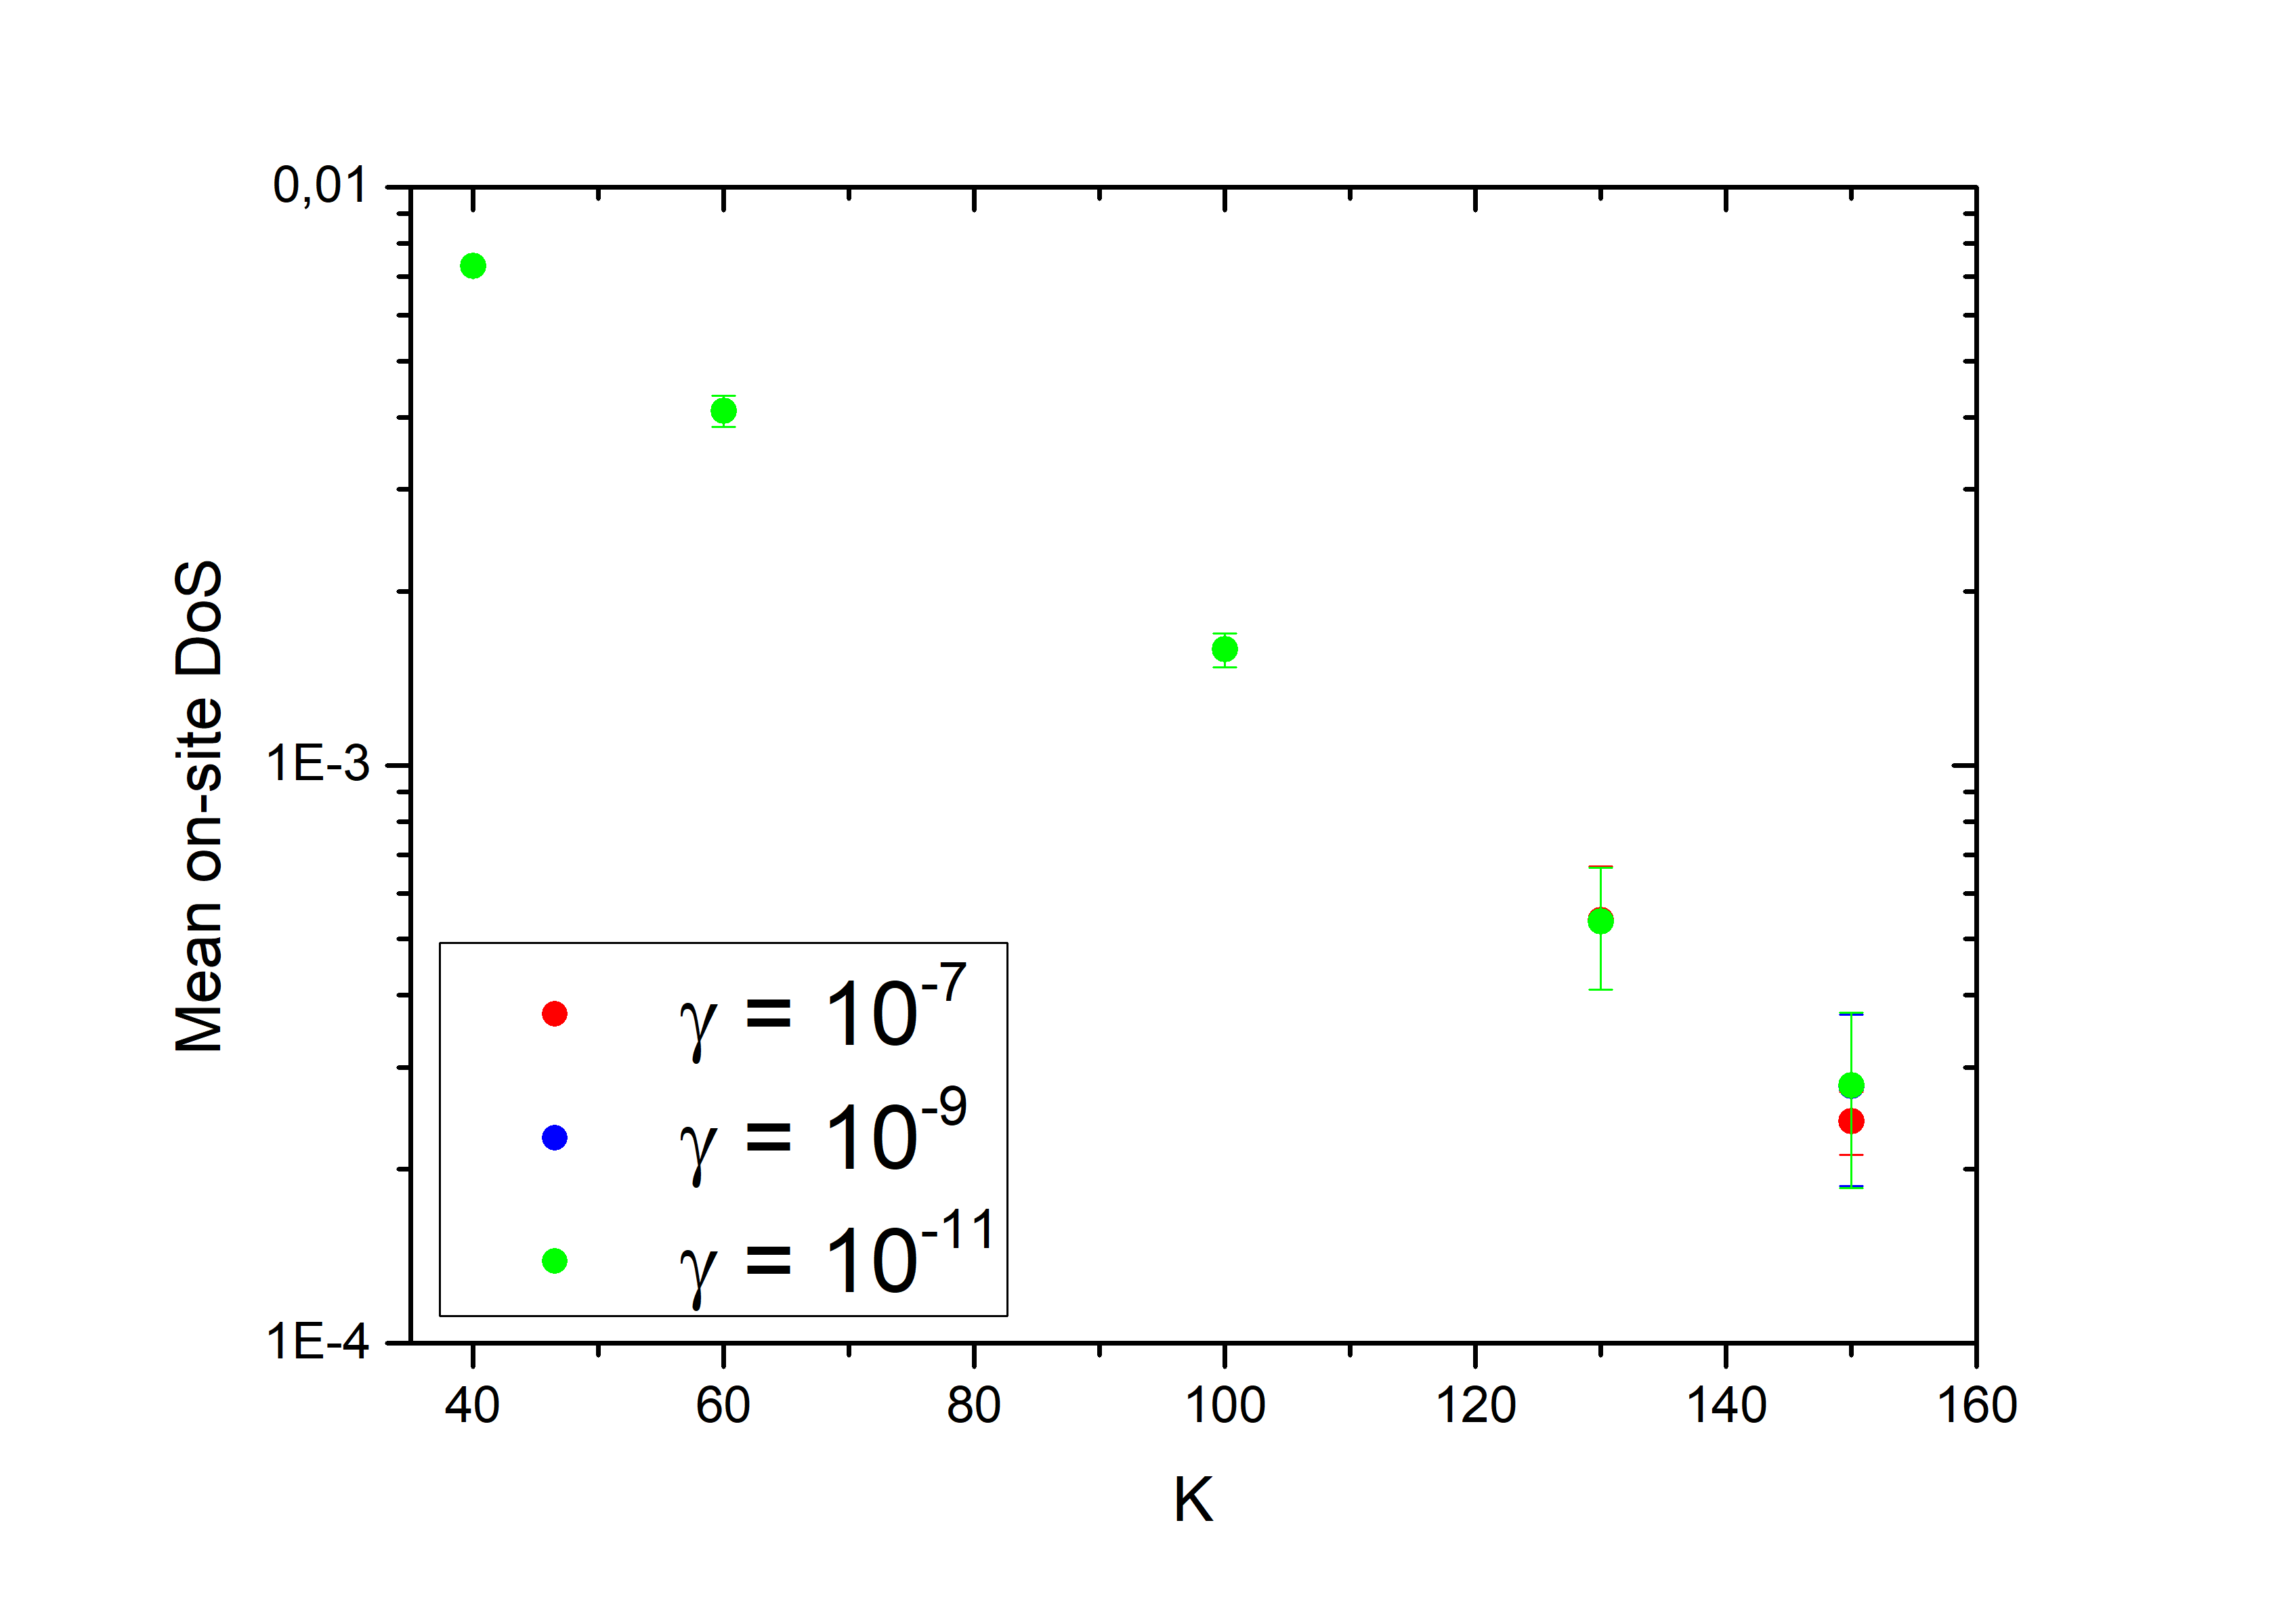 0,01
1E-3
1E-4
Mean on-site DoS
γ = 10^-7
γ = 10^-9
γ = 10^-11
40 60 80 100 120 140 160
K